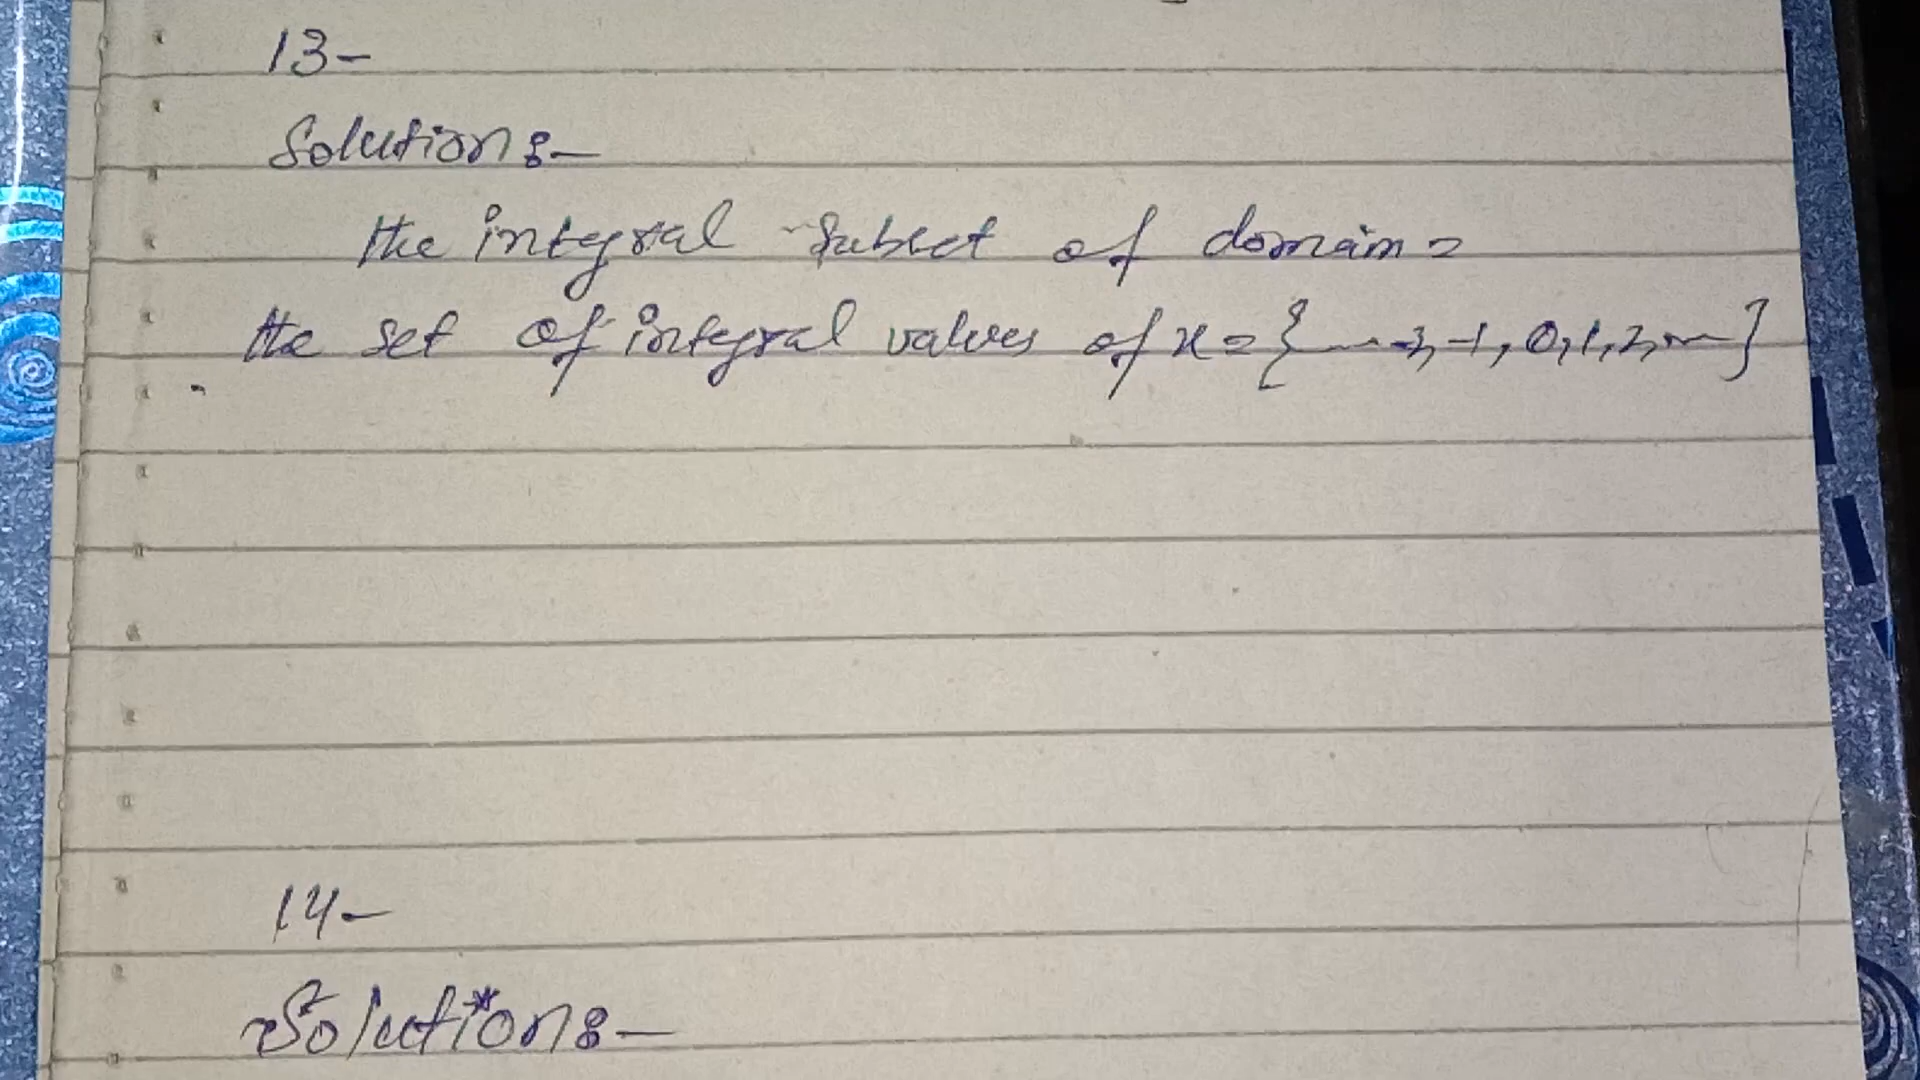 13-
Solution:-
the integral subset of domain =
the set of integral values of x = {... -2, -1, 0, 1, 2, ...}
14-
Solution:-